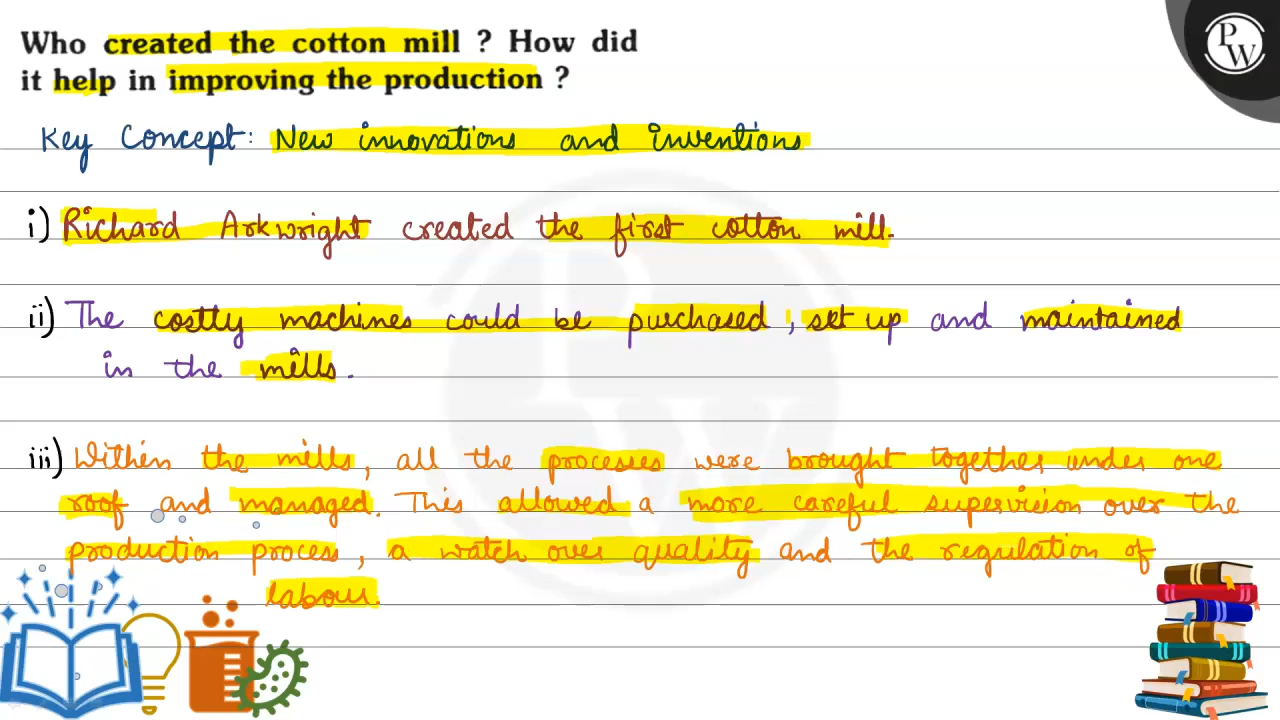 Who created the cotton mill ? How did
it help in improving the production ?
PW
Key Concept: New innovations and inventions
i) Richard Arkwright created the first cotton mill.
ii) The costly machines could be purchased, set up and maintained
in the mills.
iii) Within the mills, all the processes were brought together under one
roof and managed. This allowed a more careful supervision over the
production process, a watch over quality and the regulation of
labour.